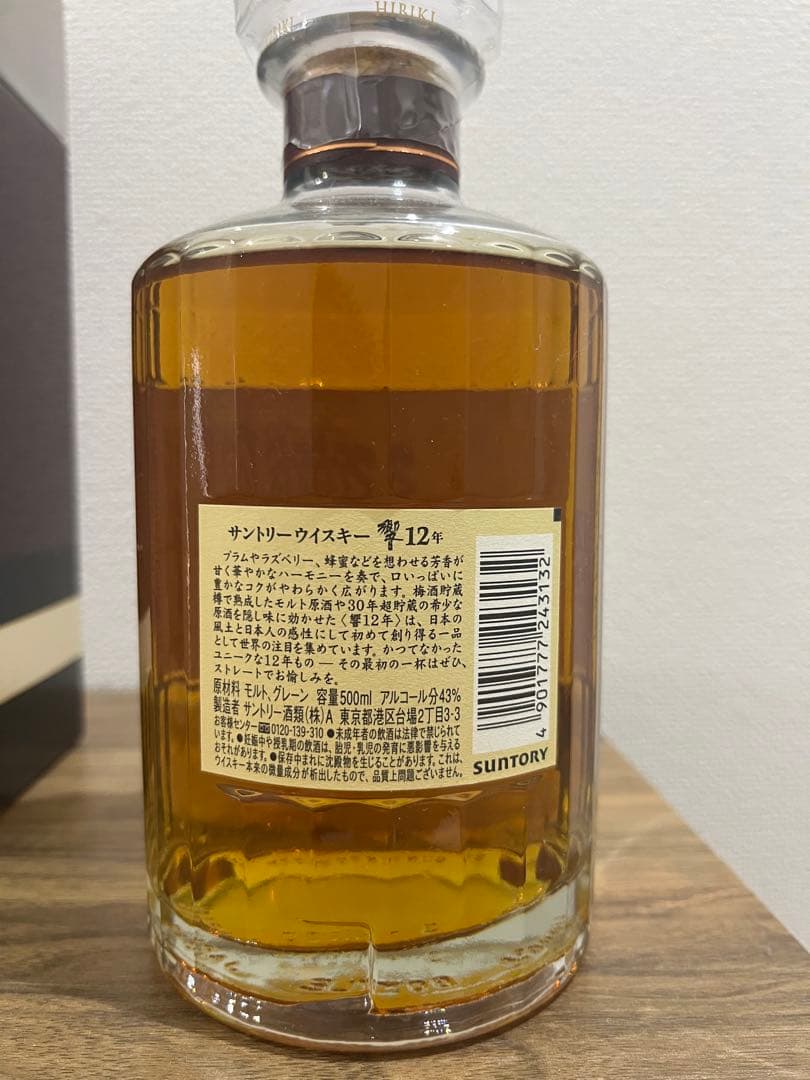 HIBIKI
サントリーウイスキー 響 12年
プラムやラズベリー、蜂蜜などを想わせる芳香が
甘く華やかなハーモニーを奏で、口いっぱいに
豊かなコクがやわらかく広がります。梅酒貯蔵
樽で熟成したモルト原酒や30年超貯蔵の希少な
原酒を隠し味に効かせた〈響12年〉は、日本の
風土と日本人の感性にして初めて創り得る一品
として世界の注目を集めています。かつてなかった
ユニークな12年もの ― その最初の一杯はぜひ、
ストレートでお愉しみを。
原材料 モルト、グレーン 容量500ml アルコール分43%
製造者 サントリー酒類(株)A 東京都港区台場2丁目3-3
お客様センター 0120-139-310 ●未成年者の飲酒は法律で禁じられて
います。●妊娠中や授乳期の飲酒は、胎児・乳児の発育に悪影響を与える
おそれがあります。●保存中まれに沈殿物を生じることがあります。これは、
ウイスキー本来の微量成分が析出したもので、品質上問題ございません。
4 901777 243132
SUNTORY